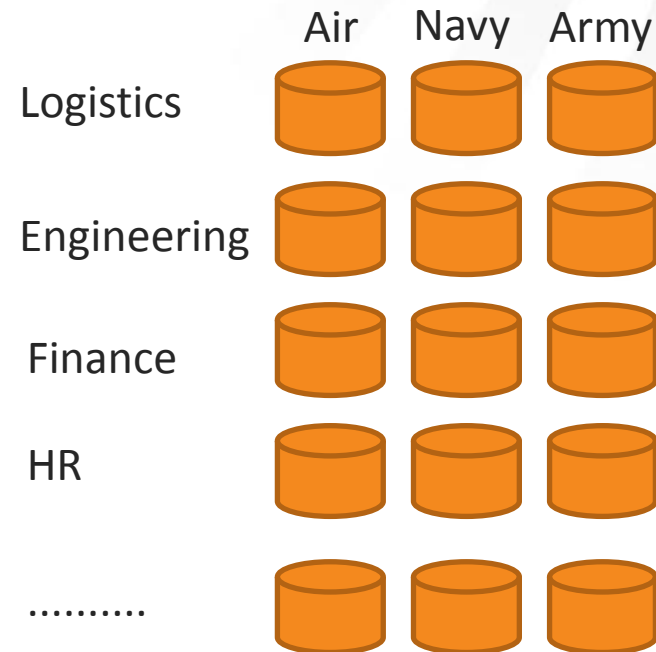 Air Navy Army
Logistics
Engineering
Finance
HR
..........